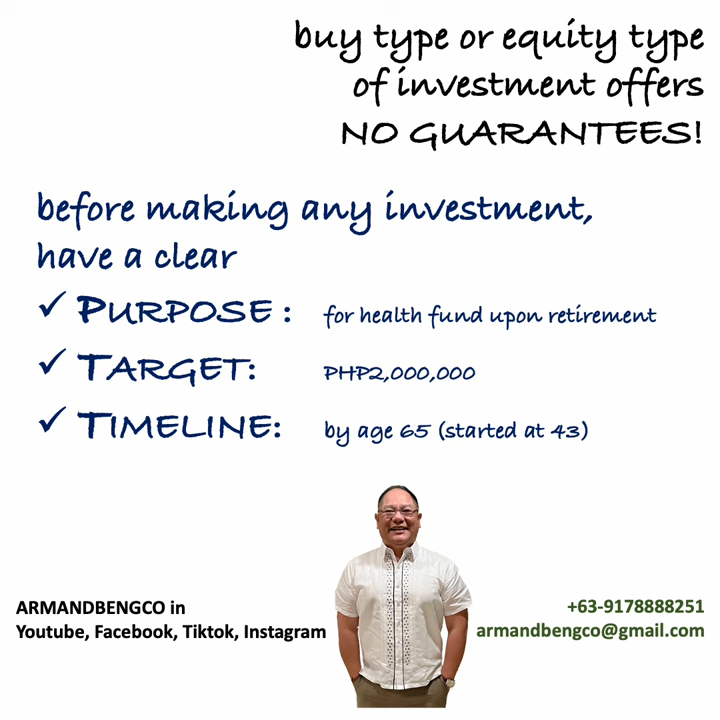 buy type or equity type
of investment offers
NO GUARANTEES!
before making any investment,
have a clear
✓ PURPOSE : for health fund upon retirement
✓ TARGET: PHP2,000,000
✓ TIMELINE: by age 65 (started at 43)
ARMANDBENGCO in
Youtube, Facebook, Tiktok, Instagram
+63-9178888251
armandbengco@gmail.com